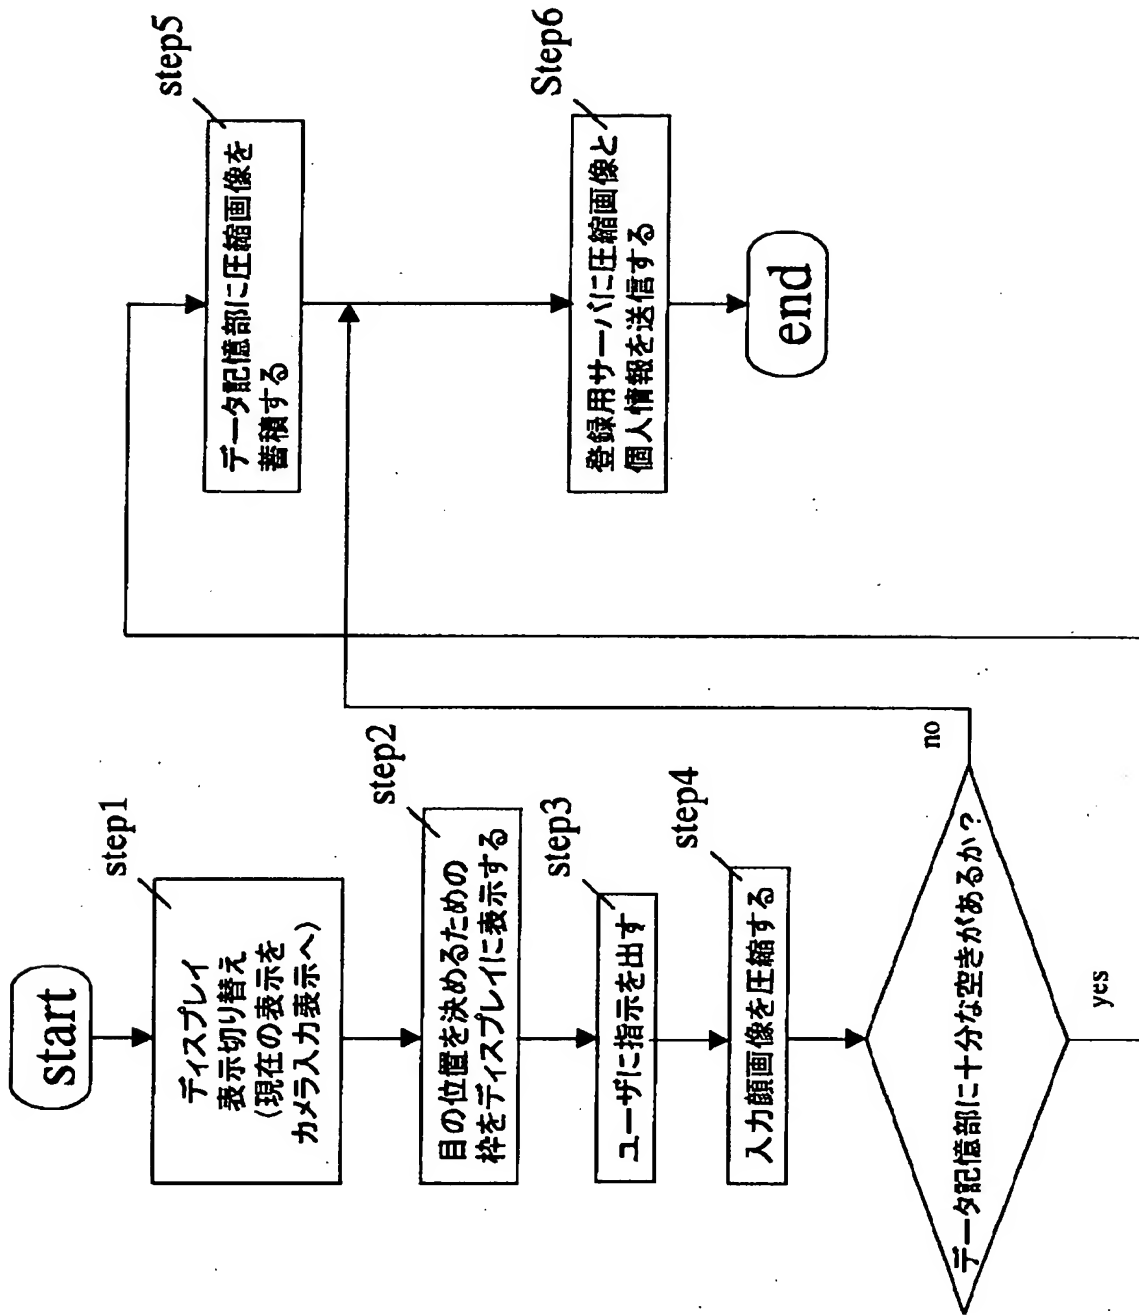 start
step1
ディスプレイ
表示切り替え
(現在の表示を
カメラ入力表示へ)
step2
目の位置を決めるための
枠をディスプレイに表示する
step3
ユーザに指示を出す
step4
入力顔画像を圧縮する
データ記憶部に十分な空きがあるか?
no
yes
step5
データ記憶部に圧縮画像を
蓄積する
Step6
登録用サーバに圧縮画像と
個人情報を送信する
end